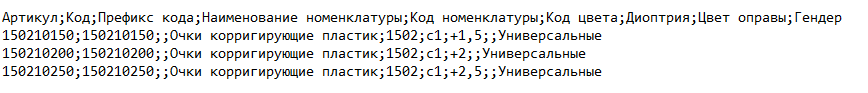 Артикул;Код;Префикс кода;Наименование номенклатуры;Код номенклатуры;Код цвета;Диоптрия;Цвет оправы;Гендер
150210150;150210150;;Очки корригирующие пластик;1502;c1;+1,5;;Универсальные
150210200;150210200;;Очки корригирующие пластик;1502;c1;+2;;Универсальные
150210250;150210250;;Очки корригирующие пластик;1502;c1;+2,5;;Универсальные